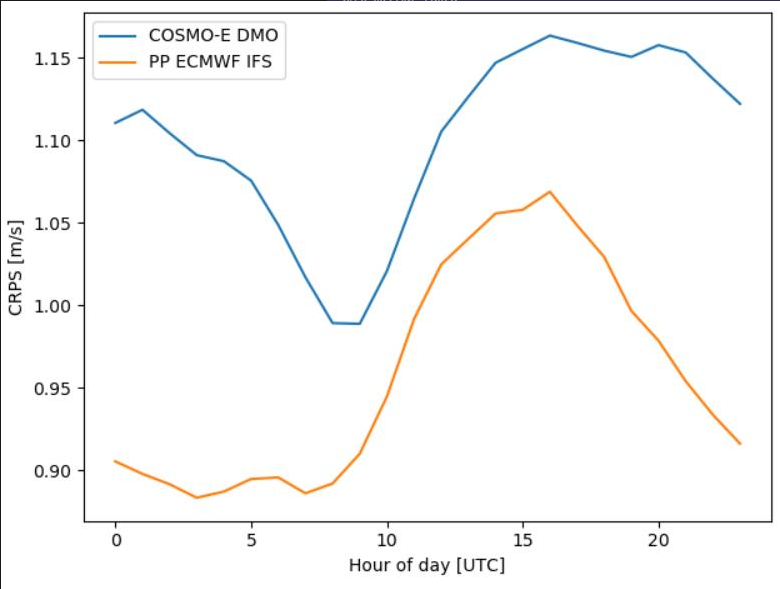 COSMO-E DMO
PP ECMWF IFS
CRPS [m/s]
1.15
1.10
1.05
1.00
0.95
0.90
0
5
10
15
20
Hour of day [UTC]